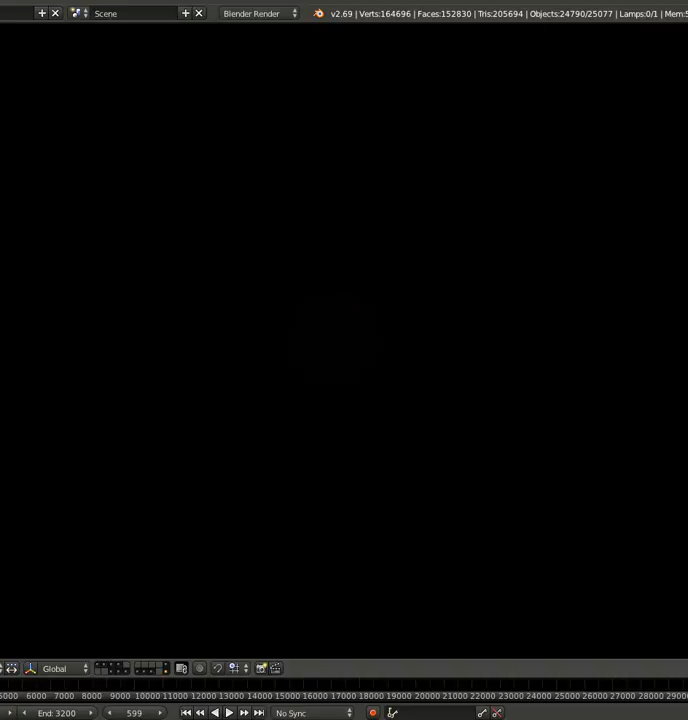 Scene Blender Render v2.69 | Verts:164696 | Faces:152830 | Tris:205694 | Objects:24790/25077 | Lamps:0/1 | Mem:
Global
5000 6000 7000 8000 9000 10000 11000 12000 13000 14000 15000 16000 17000 18000 19000 20000 21000 22000 23000 24000 25000 26000 27000 28000 2900
End: 3200 599 No Sync